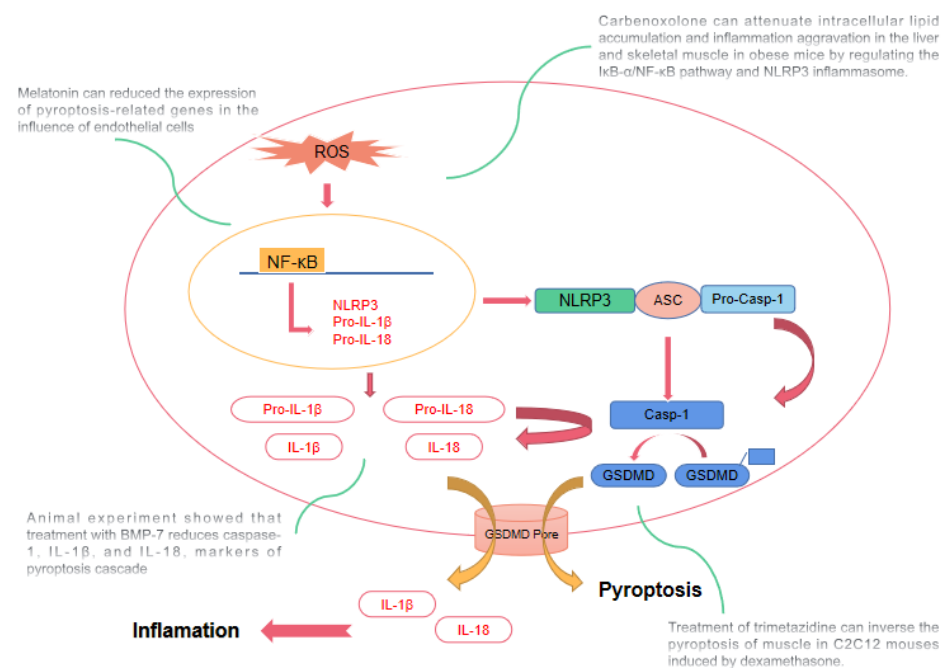 Carbenoxolone can attenuate intracellular lipid
accumulation and inflammation aggravation in the liver
and skeletal muscle in obese mice by regulating the
IκB-α/NF-κB pathway and NLRP3 inflammasome.
Melatonin can reduced the expression
of pyroptosis-related genes in the
influence of endothelial cells
ROS
NF-κB
NLRP3
Pro-IL-1β
Pro-IL-18
NLRP3
ASC
Pro-Casp-1
Pro-IL-1β
Pro-IL-18
Casp-1
IL-1β
IL-18
GSDMD
GSDMD
Animal experiment showed that
treatment with BMP-7 reduces caspase-
1, IL-1β, and IL-18, markers of
pyroptosis cascade
GSDMD Pore
Pyroptosis
IL-1β
IL-18
Inflamation
Treatment of trimetazidine can inverse the
pyroptosis of muscle in C2C12 mouses
induced by dexamethasone.